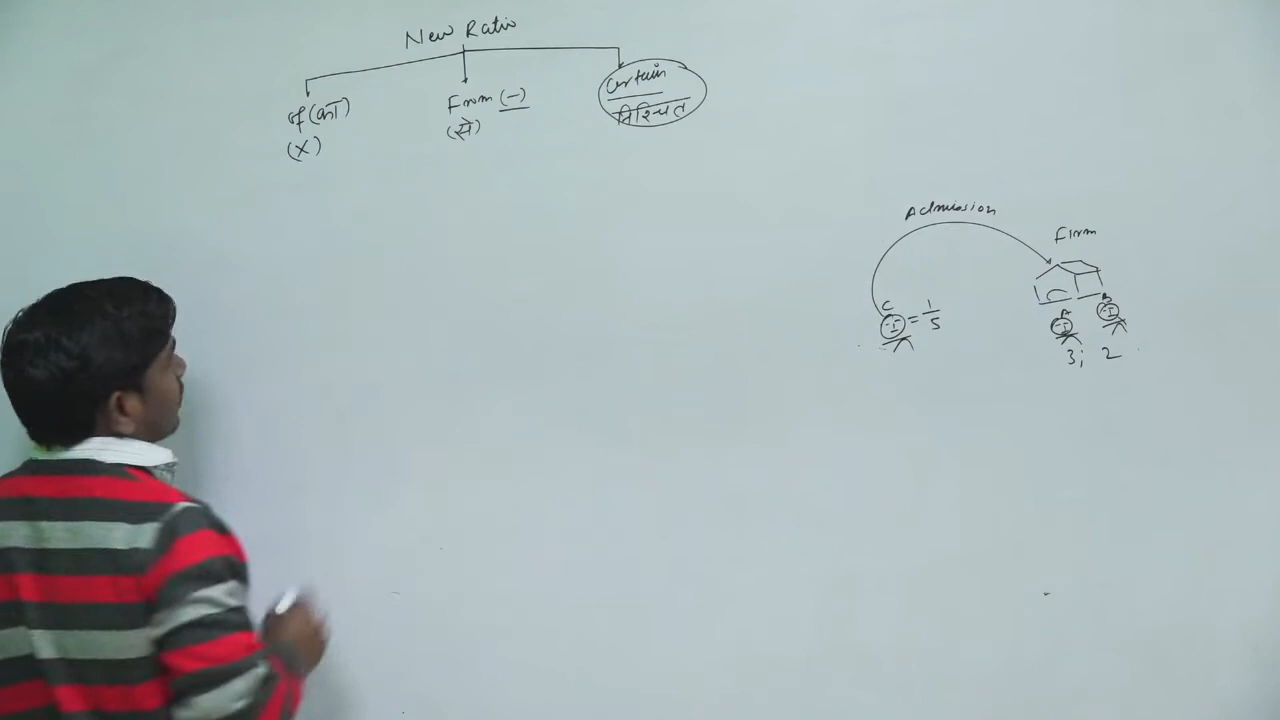 New Ratio
of (का)
(×)
From (-)
(से)
Certain
निश्चित
Admission
Firm
C
= 1/5
A
B
3; 2